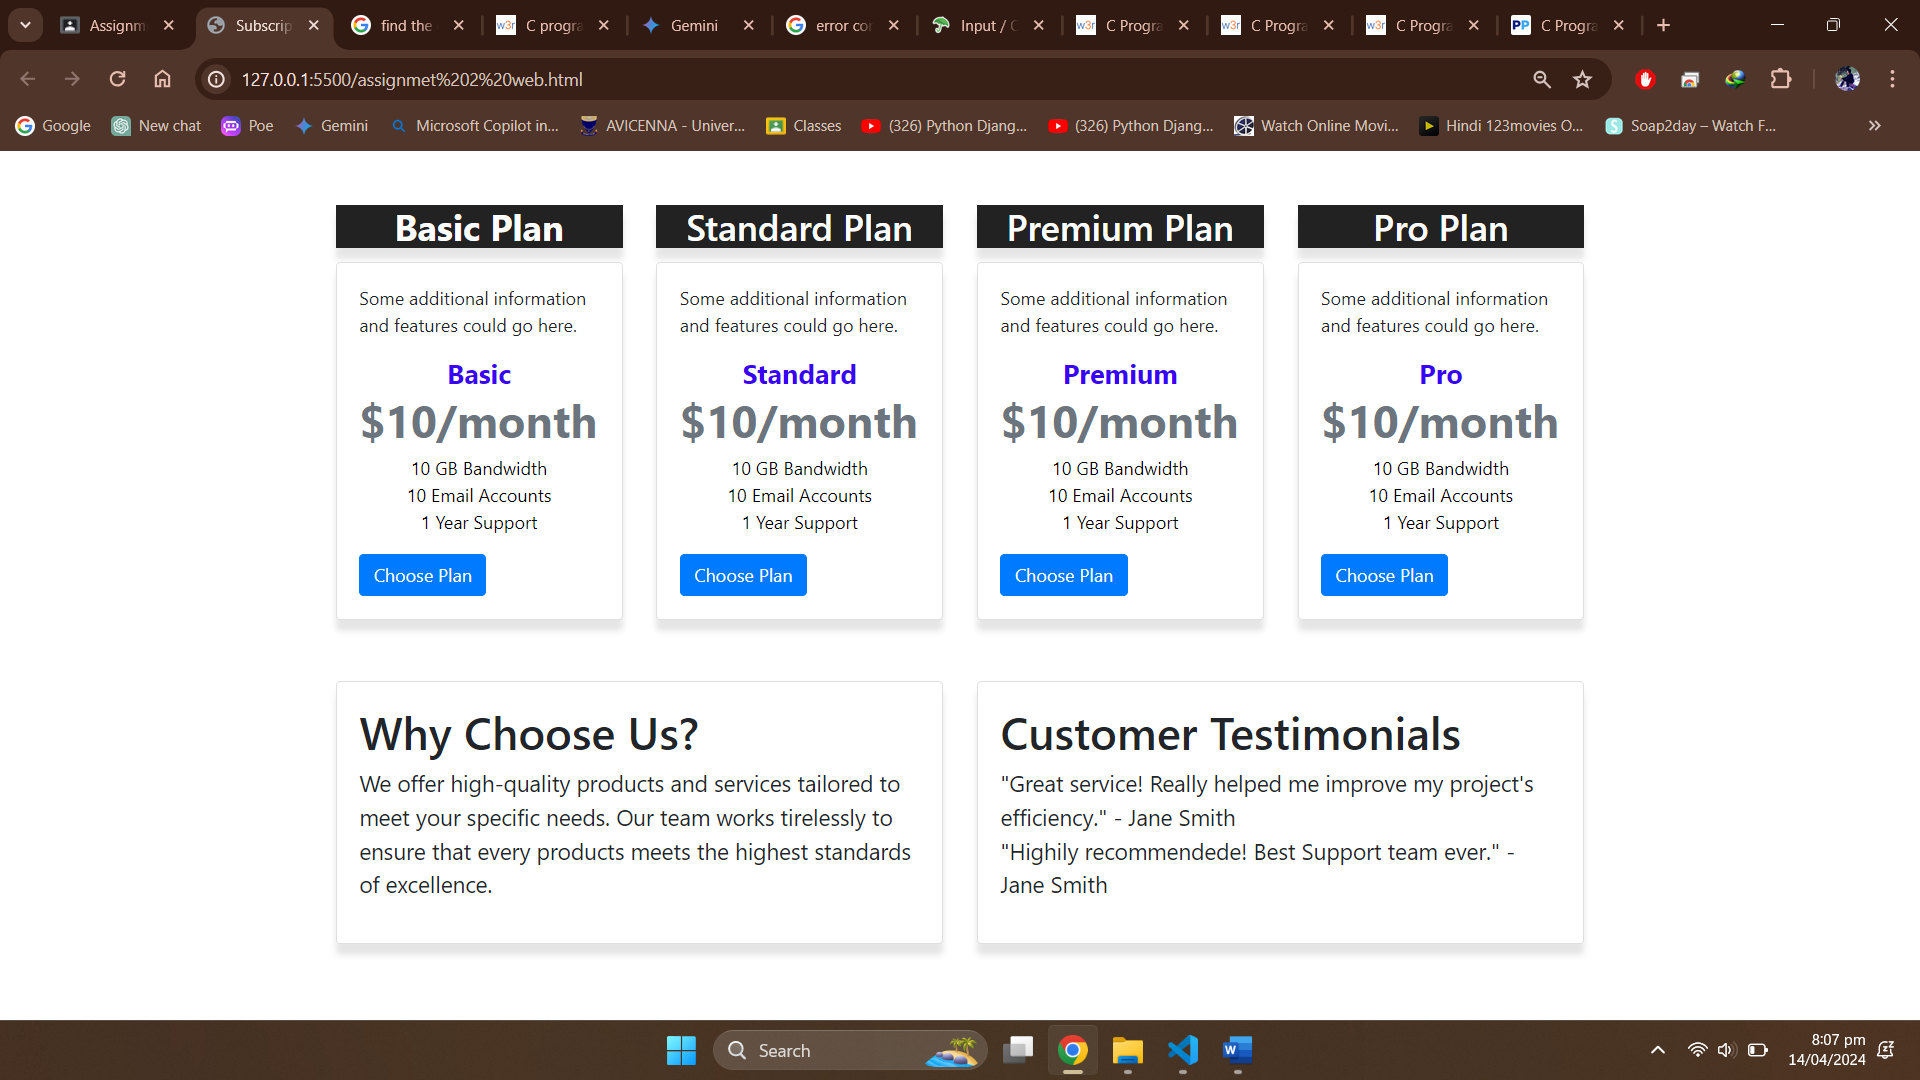 Assignm
Subscrip
find the
C progra
Gemini
error cor
Input / C
C Progra
C Progra
C Progra
C Progra
127.0.0.1:5500/assignmet%202%20web.html
Google
New chat
Poe
Gemini
Microsoft Copilot in...
AVICENNA - Univer...
Classes
(326) Python Djang...
(326) Python Djang...
Watch Online Movi...
Hindi 123movies O...
Soap2day – Watch F...
»
Basic Plan
Some additional information
and features could go here.
Basic
$10/month
10 GB Bandwidth
10 Email Accounts
1 Year Support
Choose Plan
Standard Plan
Some additional information
and features could go here.
Standard
$10/month
10 GB Bandwidth
10 Email Accounts
1 Year Support
Choose Plan
Premium Plan
Some additional information
and features could go here.
Premium
$10/month
10 GB Bandwidth
10 Email Accounts
1 Year Support
Choose Plan
Pro Plan
Some additional information
and features could go here.
Pro
$10/month
10 GB Bandwidth
10 Email Accounts
1 Year Support
Choose Plan
Why Choose Us?
We offer high-quality products and services tailored to
meet your specific needs. Our team works tirelessly to
ensure that every products meets the highest standards
of excellence.
Customer Testimonials
"Great service! Really helped me improve my project's
efficiency." - Jane Smith
"Highily recommendede! Best Support team ever." -
Jane Smith
Search
8:07 pm
14/04/2024